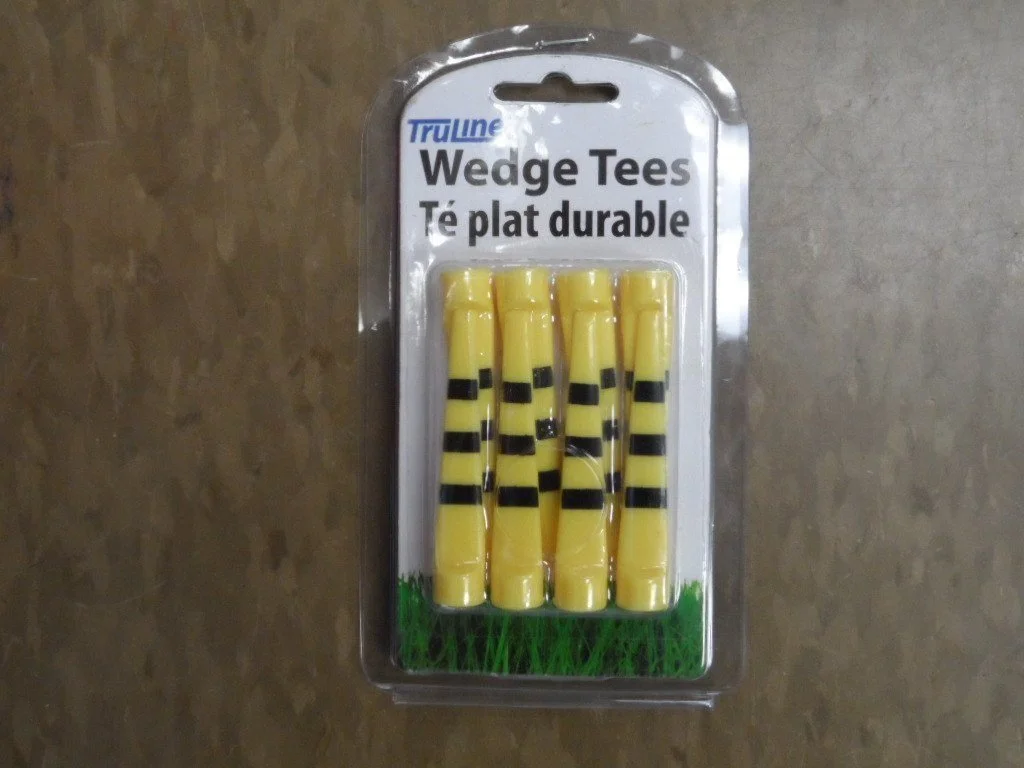 TruLine
Wedge Tees
Té plat durable